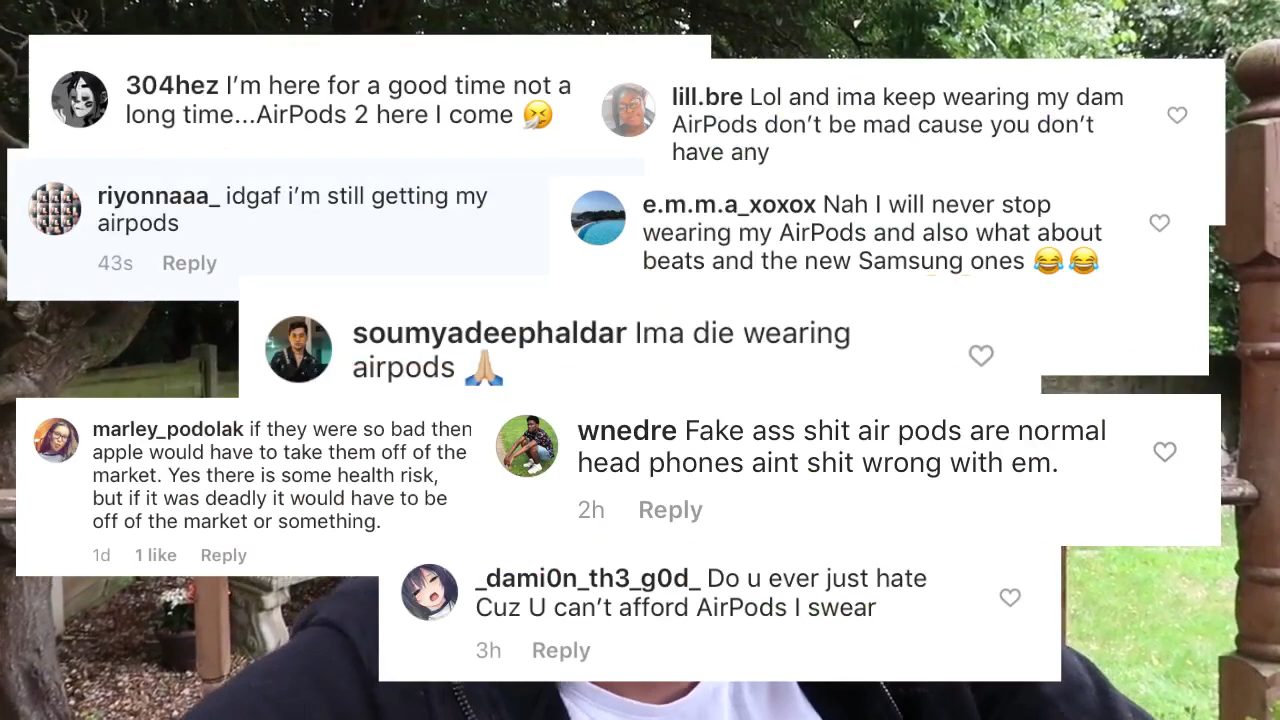 304hez I’m here for a good time not a
long time...AirPods 2 here I come 🤧
lill.bre Lol and ima keep wearing my dam
AirPods don’t be mad cause you don’t
have any
riyonnaaa_ idgaf i’m still getting my
airpods
43s Reply
e.m.m.a_xoxox Nah I will never stop
wearing my AirPods and also what about
beats and the new Samsung ones 😂😂
soumyadeephaldar Ima die wearing
airpods 🙏🏼
marley_podolak if they were so bad then
apple would have to take them off of the
market. Yes there is some health risk,
but if it was deadly it would have to be
off of the market or something.
1d 1 like Reply
wnedre Fake ass shit air pods are normal
head phones aint shit wrong with em.
2h Reply
_dami0n_th3_g0d_ Do u ever just hate
Cuz U can’t afford AirPods I swear
3h Reply